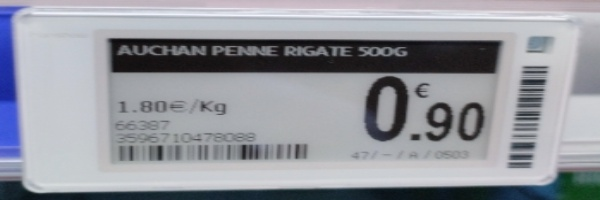 AUCHAN PENNE RIGATE 500G
1.80€/Kg
0.90 €
66387
3596710478088
47/-/A/0503